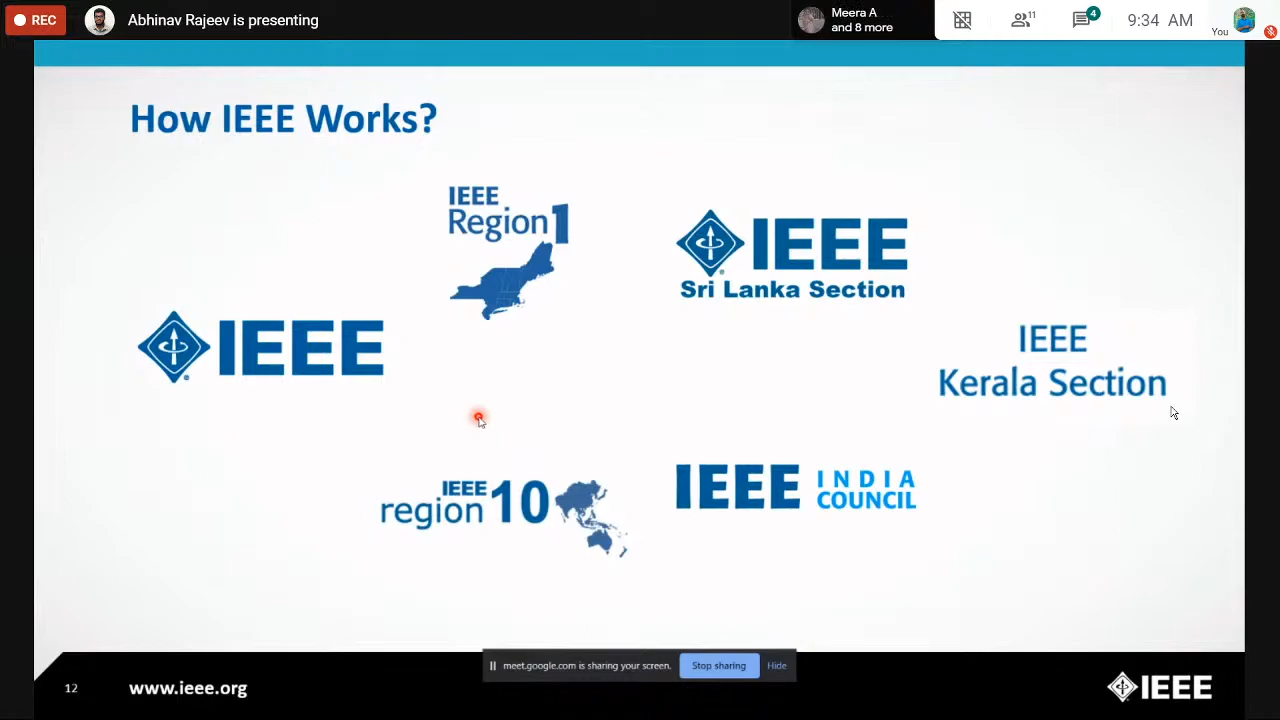 REC
Abhinav Rajeev is presenting
Meera A
and 8 more
11
4
9:34 AM
You
How IEEE Works?
IEEE
Region 1
IEEE
Sri Lanka Section
IEEE
IEEE
Kerala Section
IEEE
region 10
IEEE INDIA
COUNCIL
meet.google.com is sharing your screen.
Stop sharing
Hide
12
www.ieee.org
IEEE